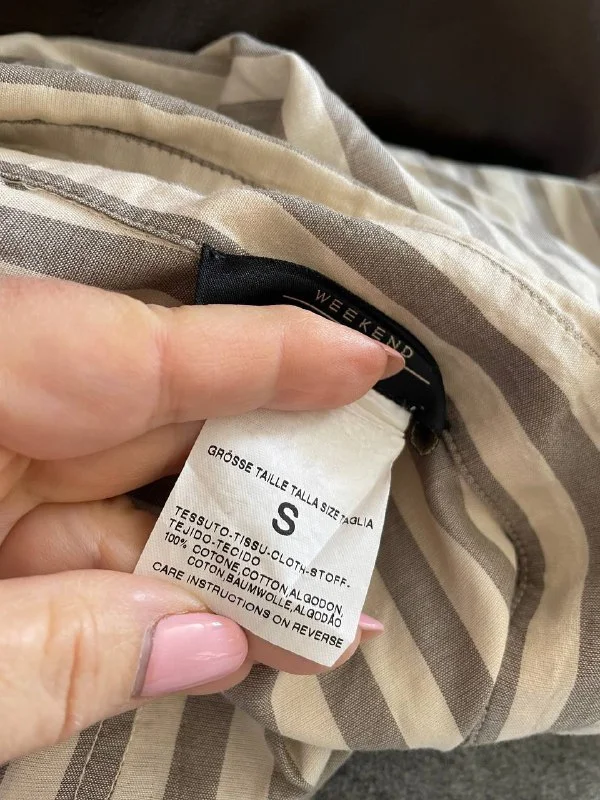 WEEKEND
GRÖSSE TAILLE TALLA SIZE TAGLIA
S
TESSUTO-TISSU-CLOTH-STOFF-
TEJIDO-TECIDO
100% COTONE,COTTON,ALGODON,
COTON,BAUMWOLLE,ALGODÃO
CARE INSTRUCTIONS ON REVERSE